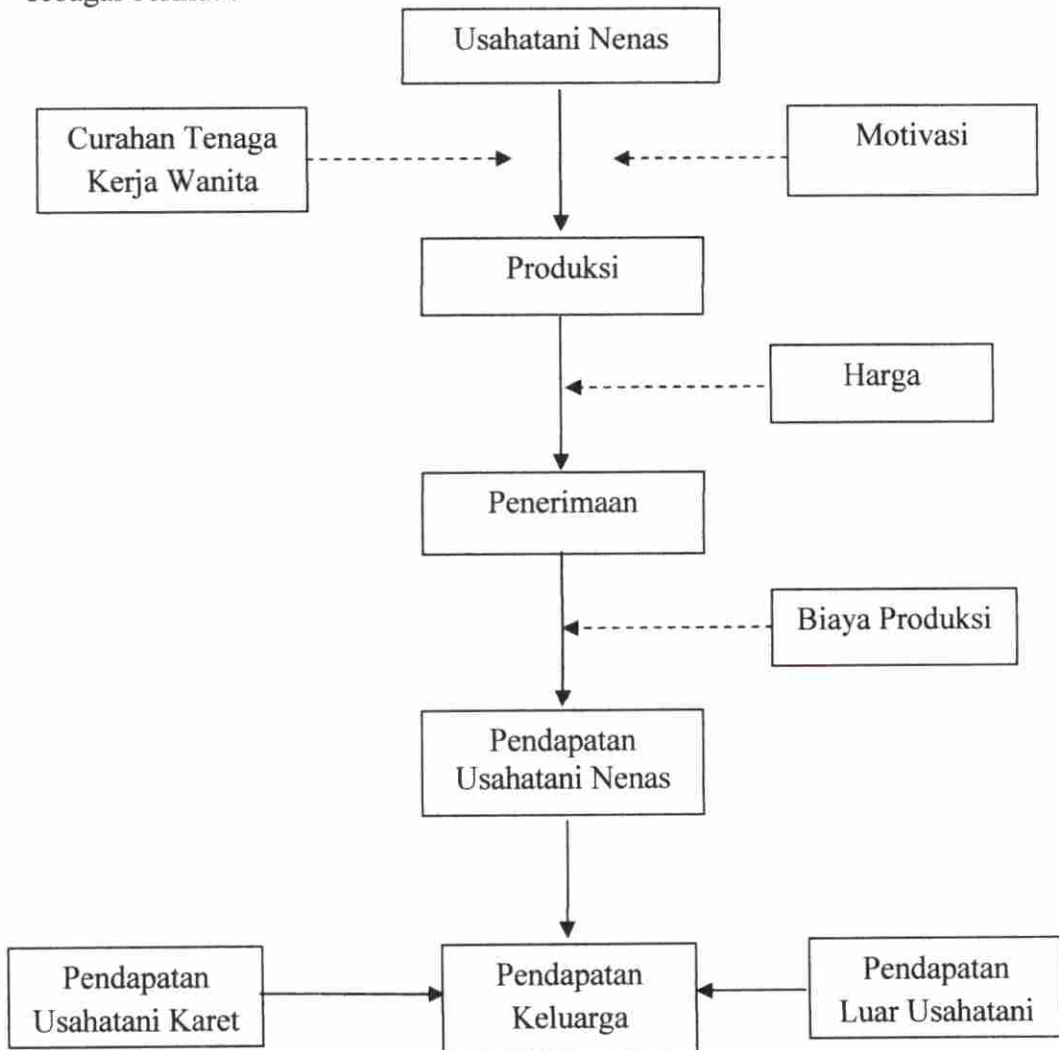 Usahatani Nenas
Curahan Tenaga
Kerja Wanita
Motivasi
Produksi
Harga
Penerimaan
Biaya Produksi
Pendapatan
Usahatani Nenas
Pendapatan
Usahatani Karet
Pendapatan
Keluarga
Pendapatan
Luar Usahatani